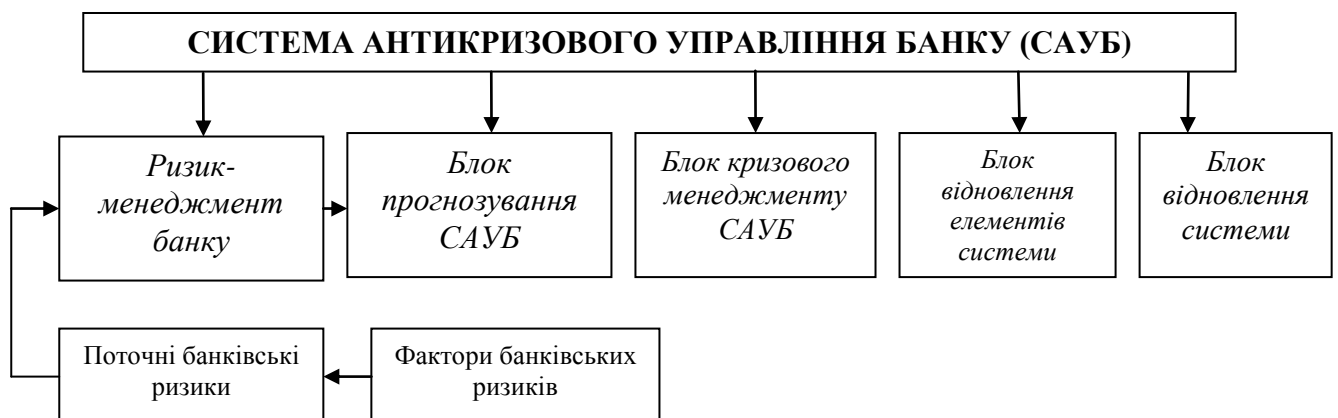 СИСТЕМА АНТИКРИЗОВОГО УПРАВЛІННЯ БАНКУ (САУБ)
Ризик-
менеджмент
банку
Блок
прогнозування
САУБ
Блок кризового
менеджменту
САУБ
Блок
відновлення
елементів
системи
Блок
відновлення
системи
Поточні банківські
ризики
Фактори банківських
ризиків